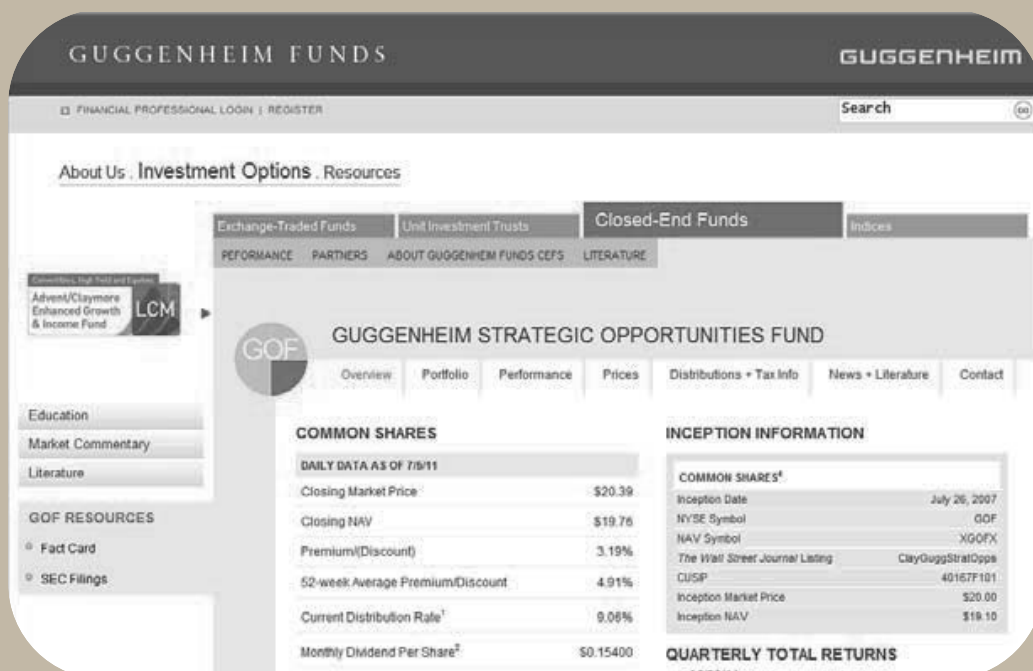 GUGGENHEIM FUNDS
GUGGENHEIM
FINANCIAL PROFESSIONAL LOGIN | REGISTER
Search
GO
About Us . Investment Options . Resources
Exchange-Traded Funds
Unit Investment Trusts
Closed-End Funds
Indices
PEFORMANCE PARTNERS ABOUT GUGGENHEIM FUNDS CEFS LITERATURE
Advent/Claymore
Enhanced Growth
& Income Fund
LCM
GOF
GUGGENHEIM STRATEGIC OPPORTUNITIES FUND
Overview Portfolio Performance Prices Distributions + Tax Info News + Literature Contact
Education
Market Commentary
Literature
GOF RESOURCES
Fact Card
SEC Filings
COMMON SHARES
DAILY DATA AS OF
Closing Market Price $20.39
Closing NAV $19.76
Premium/(Discount) 3.19%
52-week Average Premium/Discount 4.91%
Current Distribution Rate¹ 9.06%
Monthly Dividend Per Share² $0.15400
INCEPTION INFORMATION
COMMON SHARES⁴
Inception Date July 26, 2007
NYSE Symbol GOF
NAV Symbol XGOFX
The Wall Street Journal Listing ClayGuggStratOpps
CUSIP 40167F101
Inception Market Price $20.00
Inception NAV $19.10
QUARTERLY TOTAL RETURNS